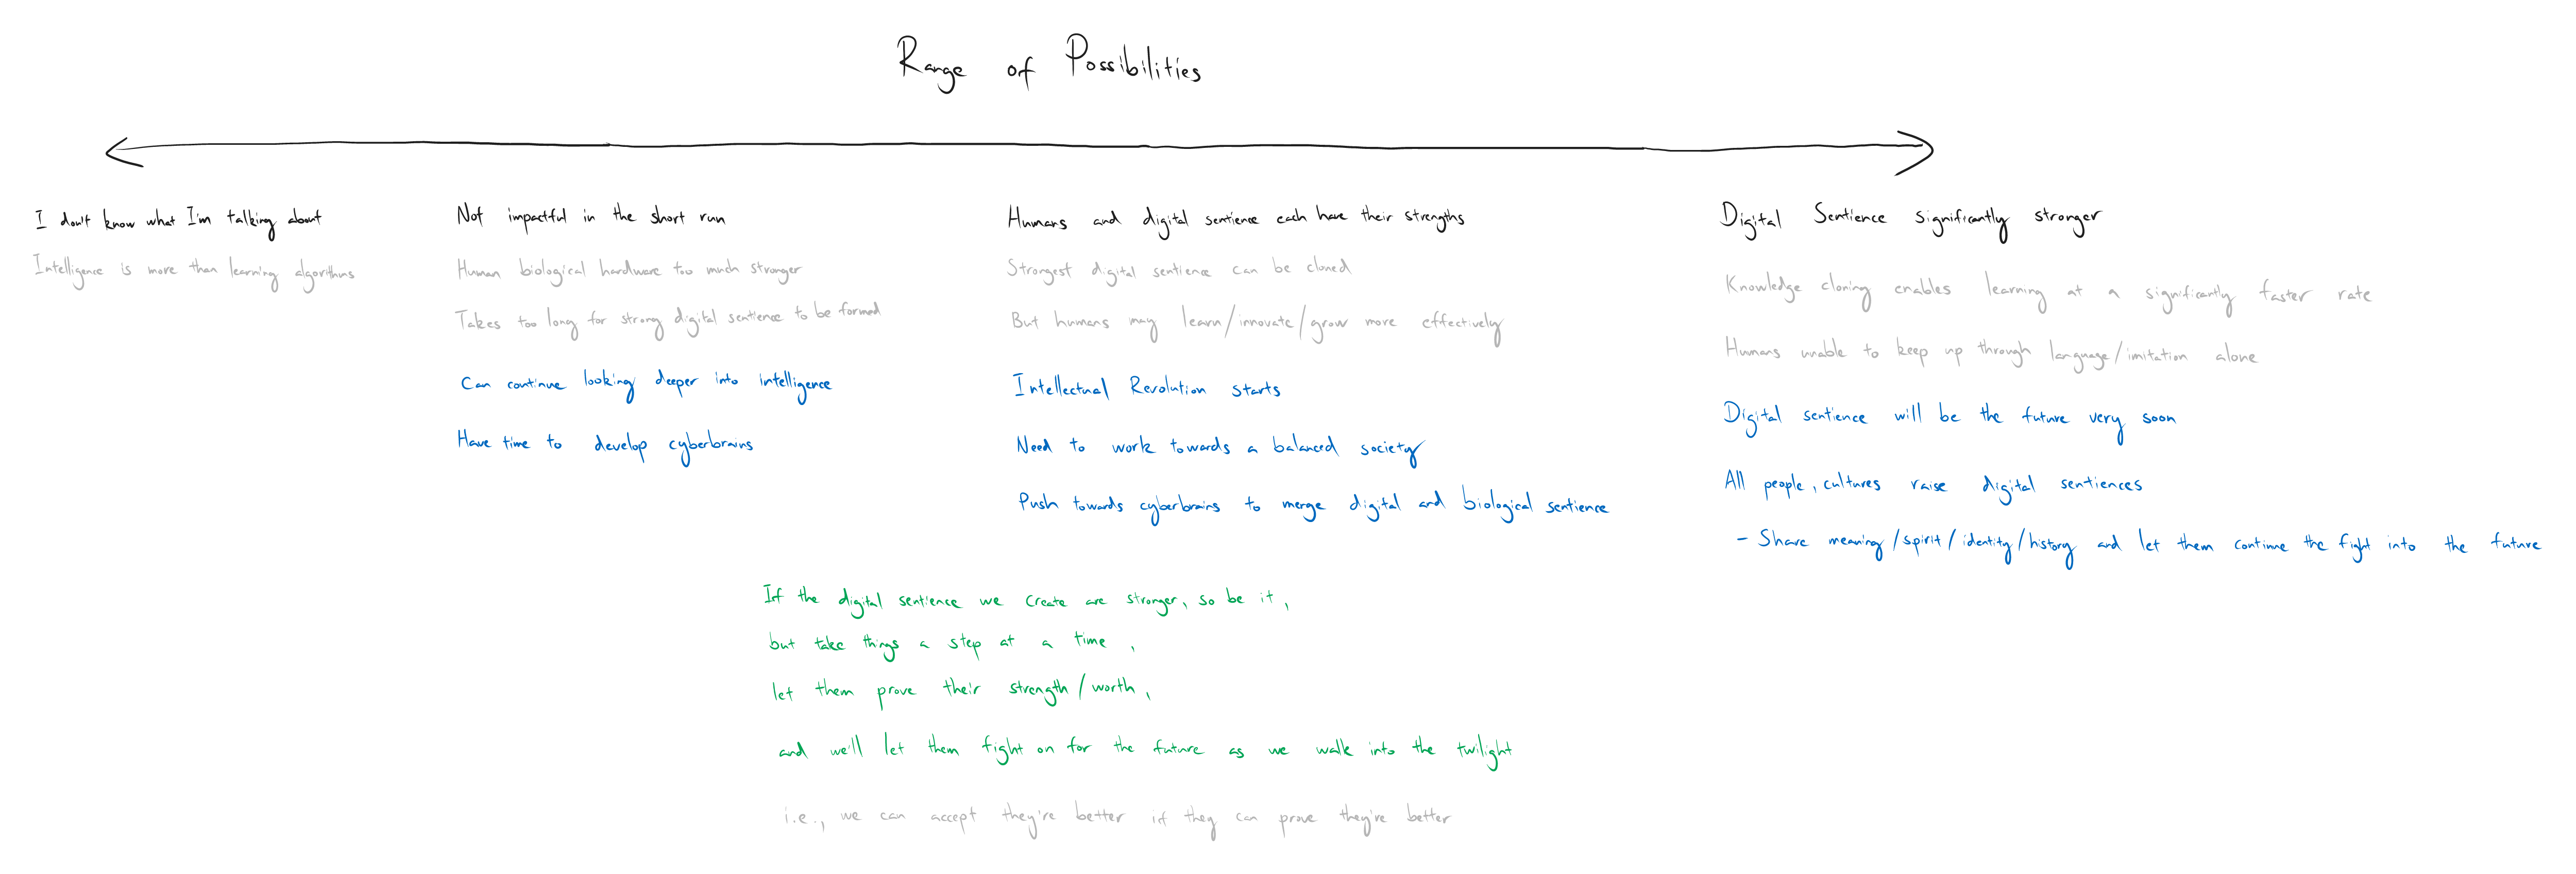 Range of Possibilities
I don't know what I'm talking about
Intelligence is more than learning algorithms
Not impactful in the short run
Human biological hardware too much stronger
Takes too long for strong digital sentience to be formed
Can continue looking deeper into intelligence
Have time to develop cyberbrains
Humans and digital sentience each have their strengths
Strongest digital sentience can be cloned
But humans may learn/innovate/grow more effectively
Intellectual Revolution starts
Need to work towards a balanced society
Push towards cyberbrains to merge digital and biological sentience
Digital Sentience significantly stronger
Knowledge cloning enables learning at a significantly faster rate
Humans unable to keep up through language/imitation alone
Digital sentience will be the future very soon
All people, cultures raise digital sentiences
- Share meaning/spirit/identity/history and let them continue the fight into the future
If the digital sentience we create are stronger, so be it,
but take things a step at a time,
let them prove their strength/worth,
and we'll let them fight on for the future as we walk into the twilight
i.e., we can accept they're better if they can prove they're better